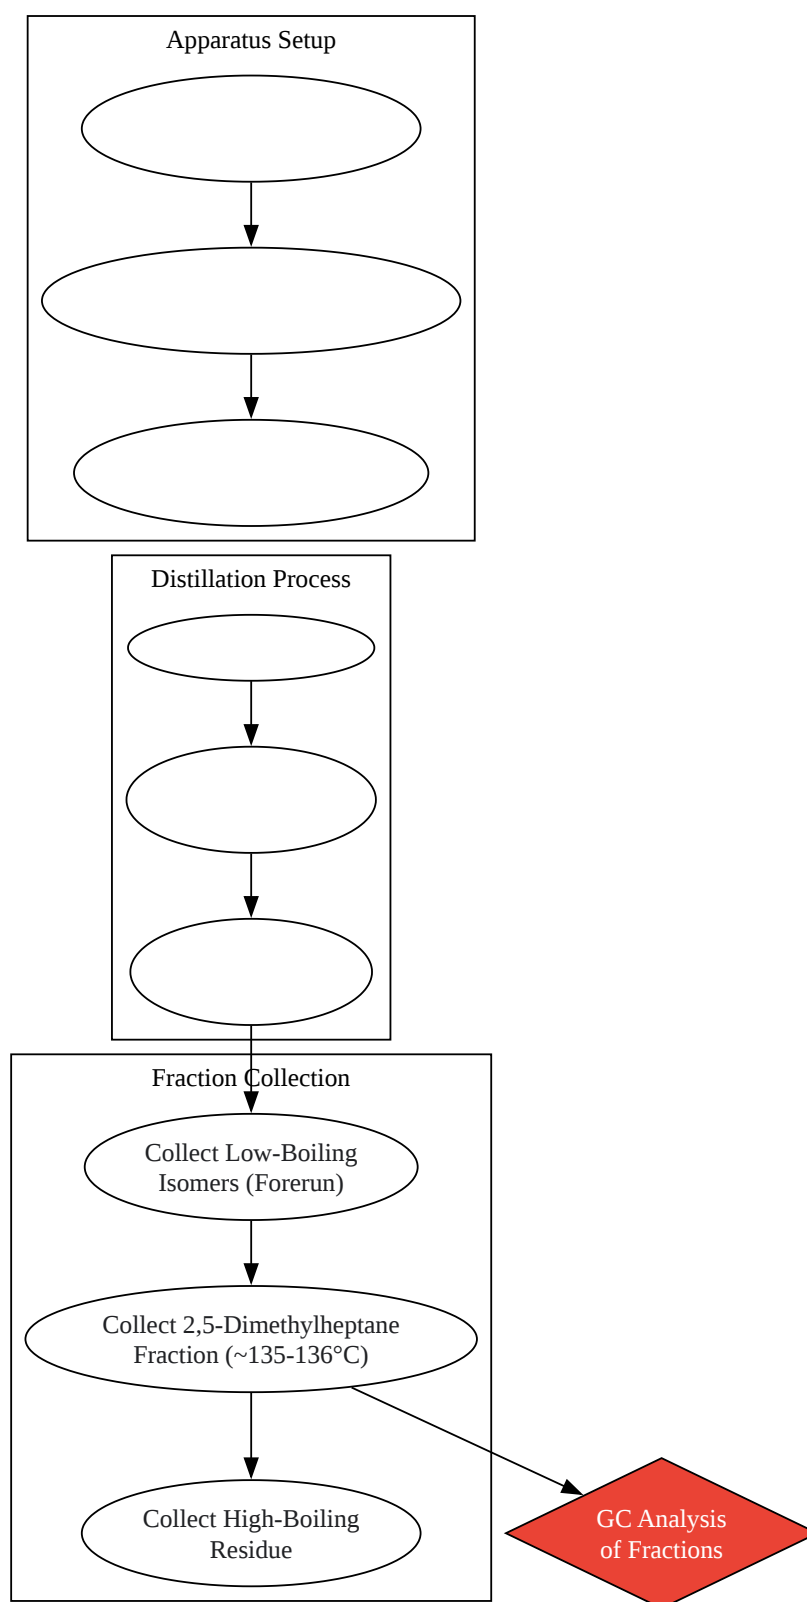 Apparatus Setup
Distillation Process
Fraction Collection
Collect Low-Boiling
Isomers (Forerun)
Collect 2,5-Dimethylheptane
Fraction (~135-136°C)
Collect High-Boiling
Residue
GC Analysis
of Fractions